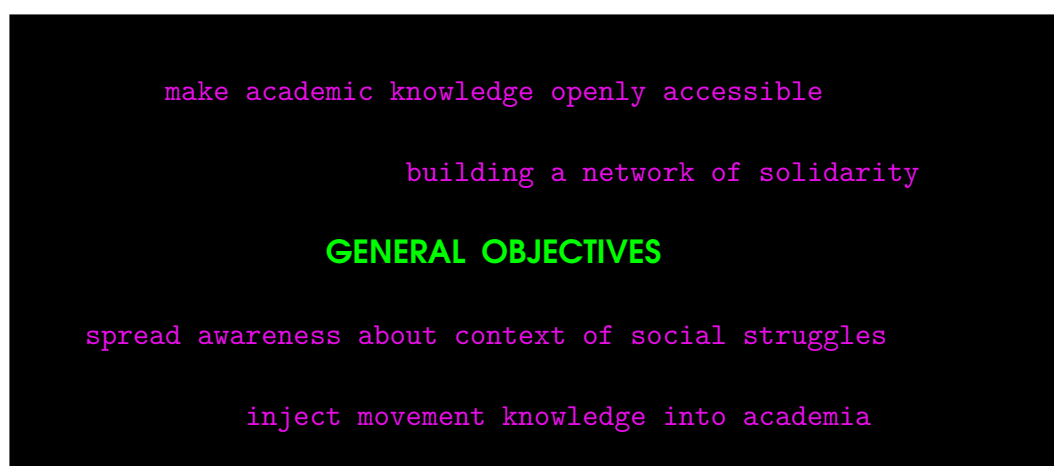 make academic knowledge openly accessible
building a network of solidarity
GENERAL OBJECTIVES
spread awareness about context of social struggles
inject movement knowledge into academia